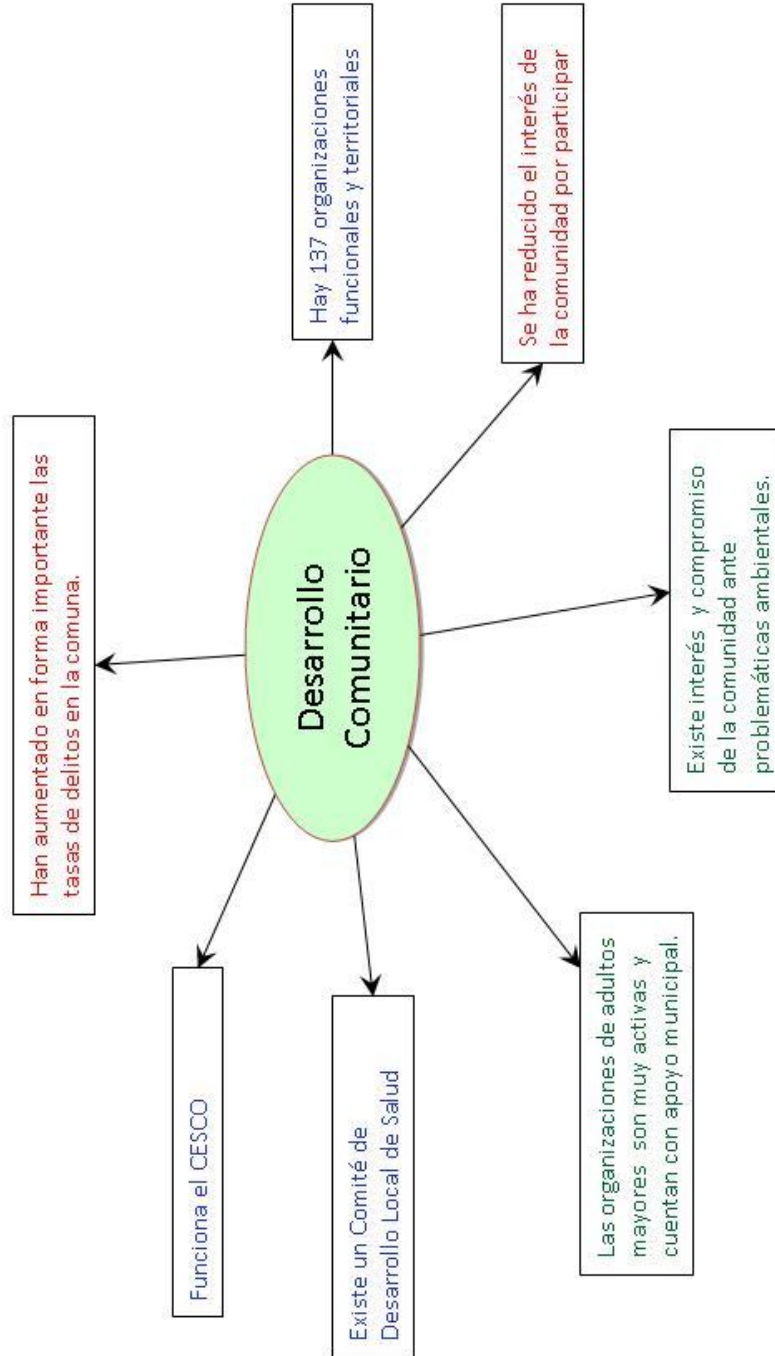 Han aumentado en forma importante las
tasas de delitos en la comuna.
Funciona el CESCO
Hay 137 organizaciones
funcionales y territoriales
Desarrollo
Comunitario
Existe un Comité de
Desarrollo Local de Salud
Se ha reducido el interés de
la comunidad por participar
Las organizaciones de adultos
mayores son muy activas y
cuentan con apoyo municipal.
Existe interés y compromiso
de la comunidad ante
problemáticas ambientales.